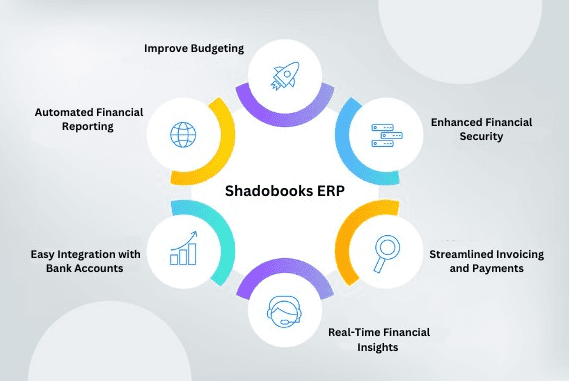 Improve Budgeting
Automated Financial
Reporting
Enhanced Financial
Security
Shadobooks ERP
Easy Integration with
Bank Accounts
Streamlined Invoicing
and Payments
Real-Time Financial
Insights